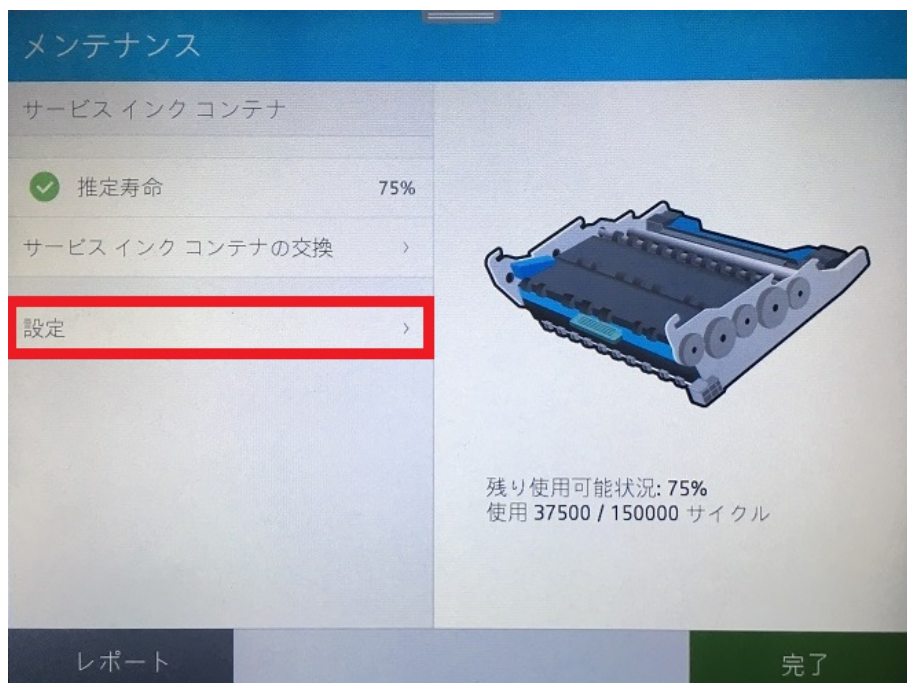 メンテナンス
サービス インク コンテナ
推定寿命 75%
サービス インク コンテナの交換
設定
残り使用可能状況: 75%
使用 37500 / 150000 サイクル
レポート
完了